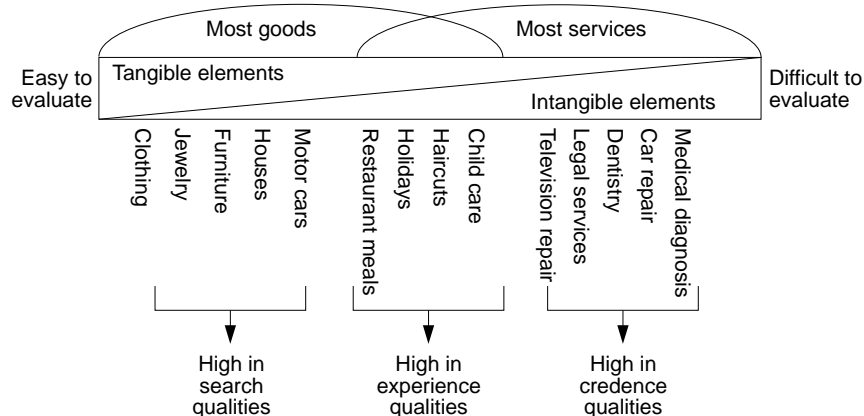 Most goods
Most services
Easy to
evaluate
Tangible elements
Intangible elements
Difficult to
evaluate
Clothing
Jewelry
Furniture
Houses
Motor cars
Restaurant meals
Holidays
Haircuts
Child care
Television repair
Legal services
Dentistry
Car repair
Medical diagnosis
High in
search
qualities
High in
experience
qualities
High in
credence
qualities